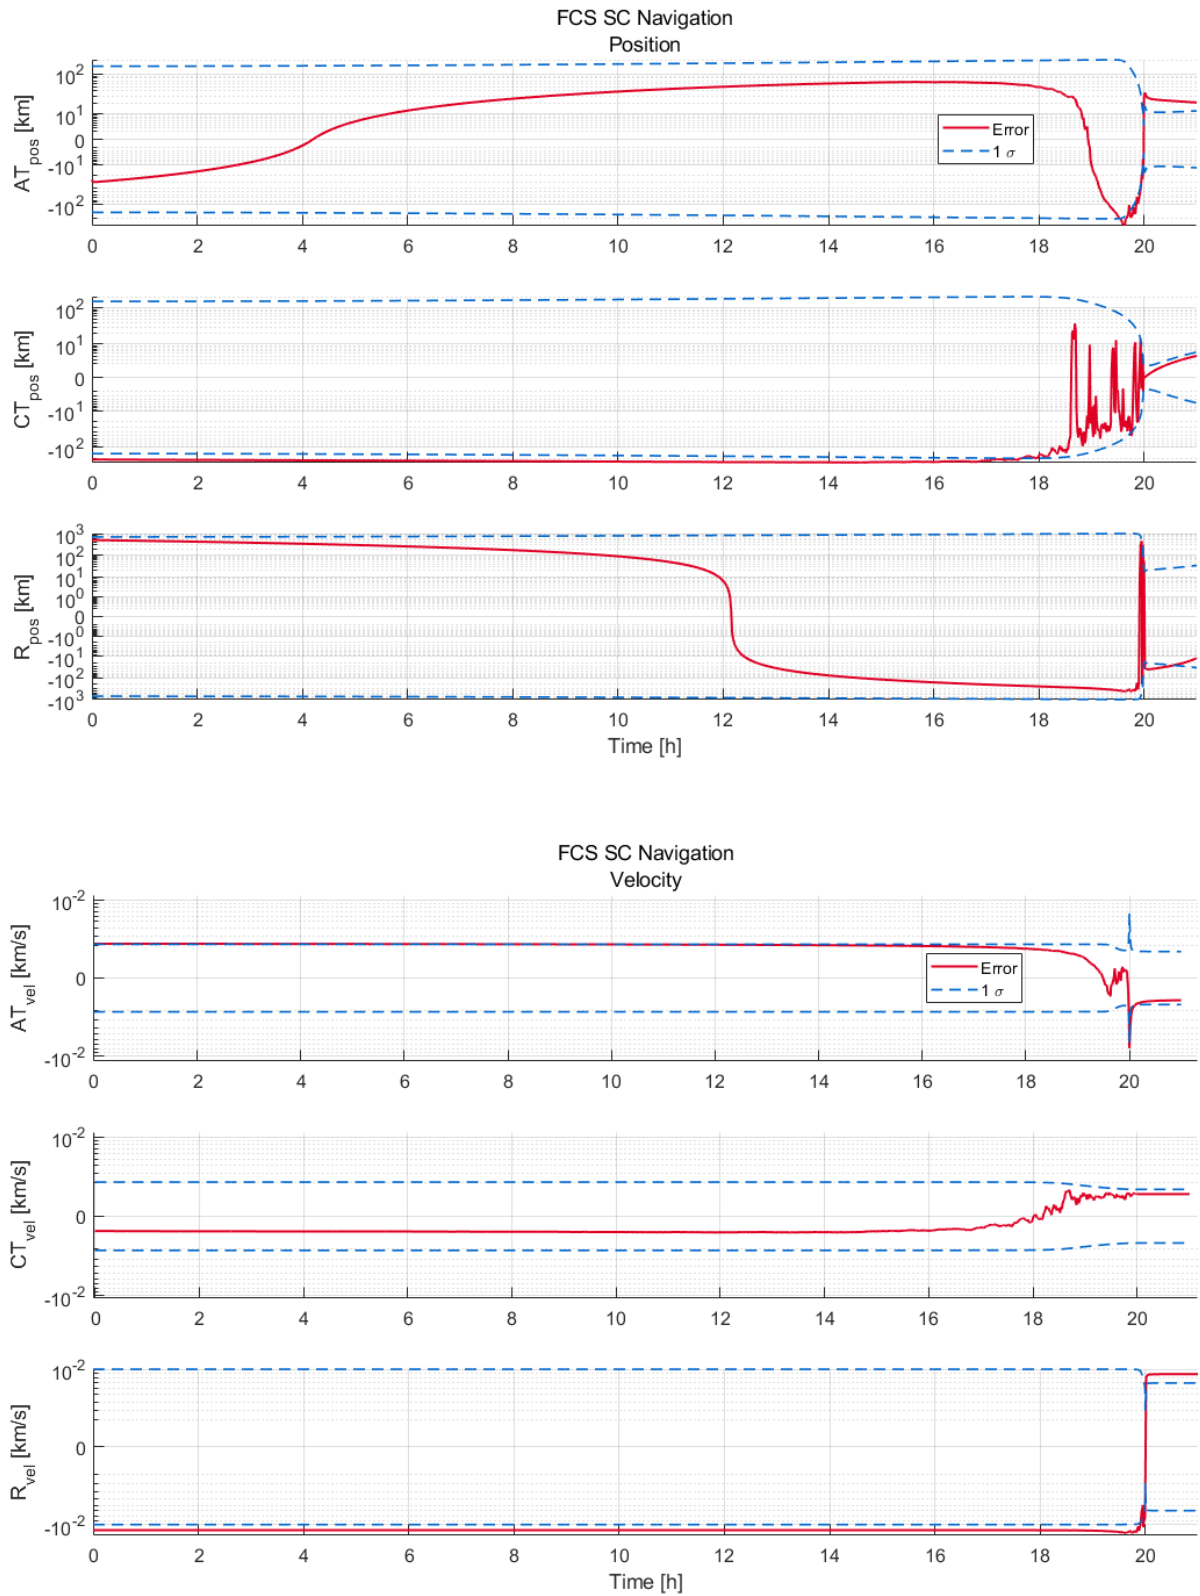 FCS SC Navigation
Position
AT_pos [km]
10^2
10^1
0
-10^1
-10^2
Error
1 σ
0 2 4 6 8 10 12 14 16 18 20
CT_pos [km]
10^2
10^1
0
-10^1
-10^2
0 2 4 6 8 10 12 14 16 18 20
R_pos [km]
10^3
10^2
10^1
10^0
0
-10^0
-10^1
-10^2
-10^3
0 2 4 6 8 10 12 14 16 18 20
Time [h]
FCS SC Navigation
Velocity
AT_vel [km/s]
10^-2
0
-10^-2
Error
1 σ
0 2 4 6 8 10 12 14 16 18 20
CT_vel [km/s]
10^-2
0
-10^-2
0 2 4 6 8 10 12 14 16 18 20
R_vel [km/s]
10^-2
0
-10^-2
0 2 4 6 8 10 12 14 16 18 20
Time [h]